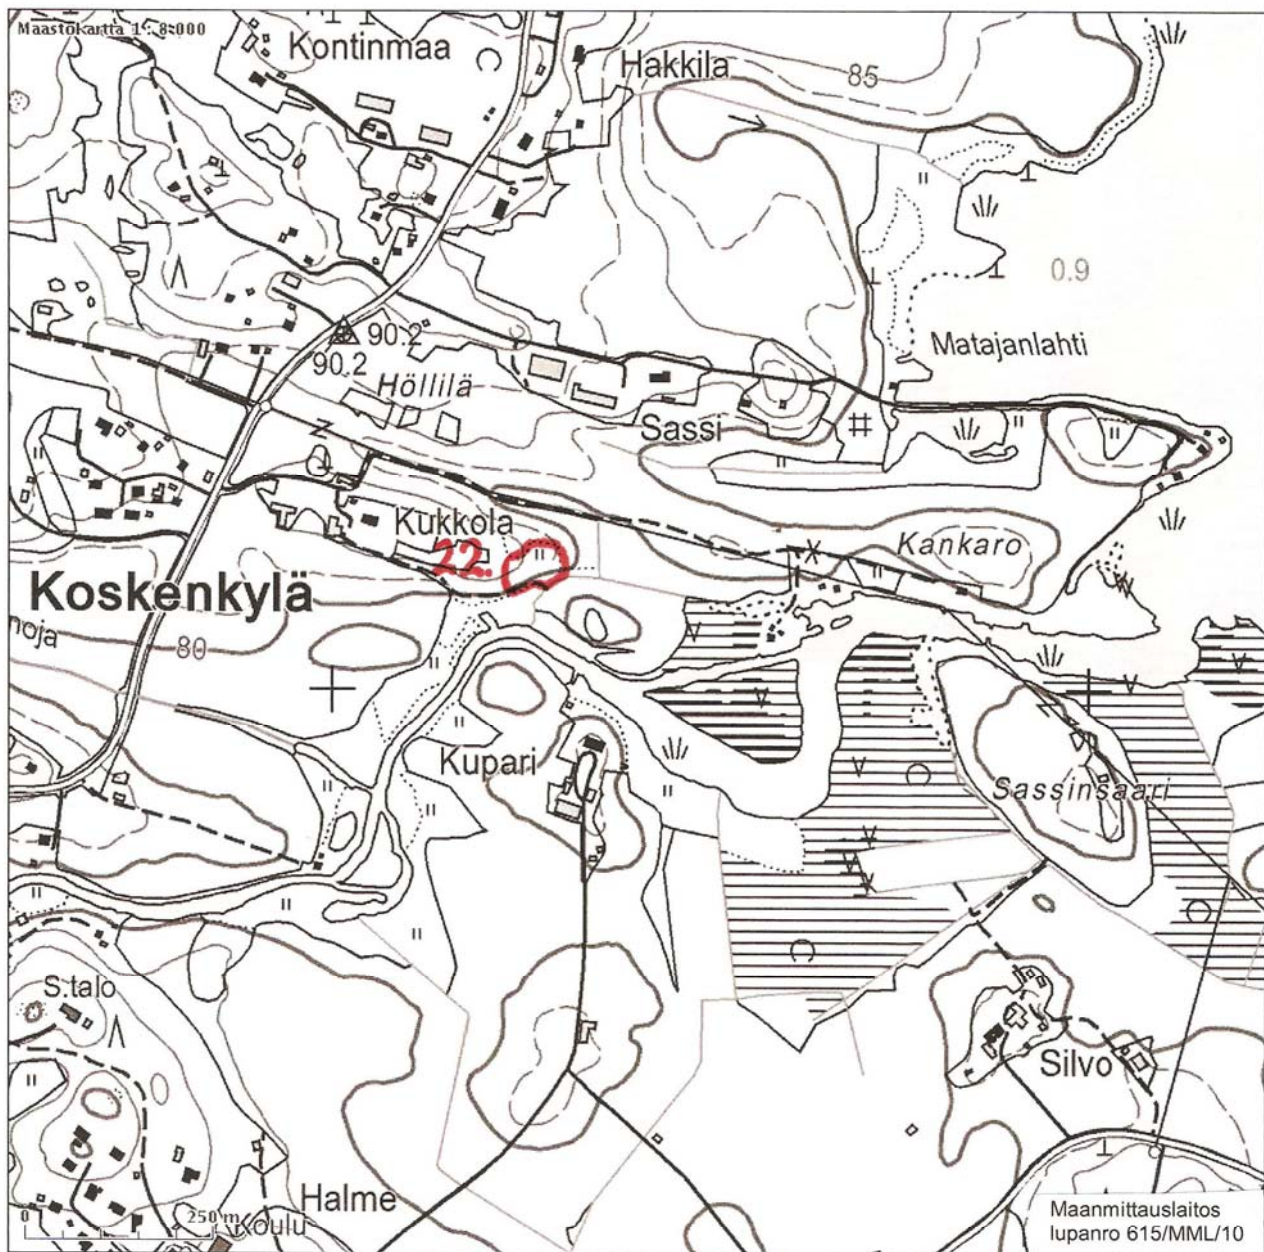 Maastokartta 1 : 8 000
Kontinmaa
Hakkila
85
0.9
90.2
90.2
Matajanlahti
Höllilä
Sassi
Kukkola
22.
Kankaro
Koskenkylä
noja
80
Kupari
Sassinsaari
S.talo
Silvo
Halme
Koulu
0
250 m
Maanmittauslaitos
lupanro 615/MML/10